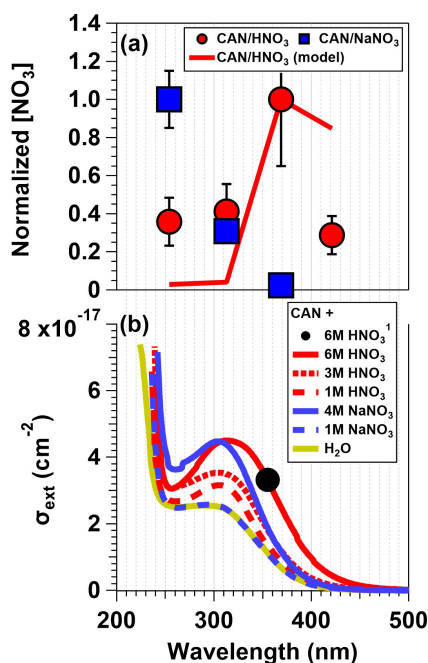 (a)
CAN/HNO₃ CAN/NaNO₃
CAN/HNO₃ (model)
1.4
1.2
1.0
0.8
0.6
0.4
0.2
0
Normalized [NO₃]
(b)
CAN +
6M HNO₃¹
6M HNO₃
3M HNO₃
1M HNO₃
4M NaNO₃
1M NaNO₃
H₂O
8 x10⁻¹⁷
6
4
2
0
σext (cm⁻²)
200 300 400 500
Wavelength (nm)